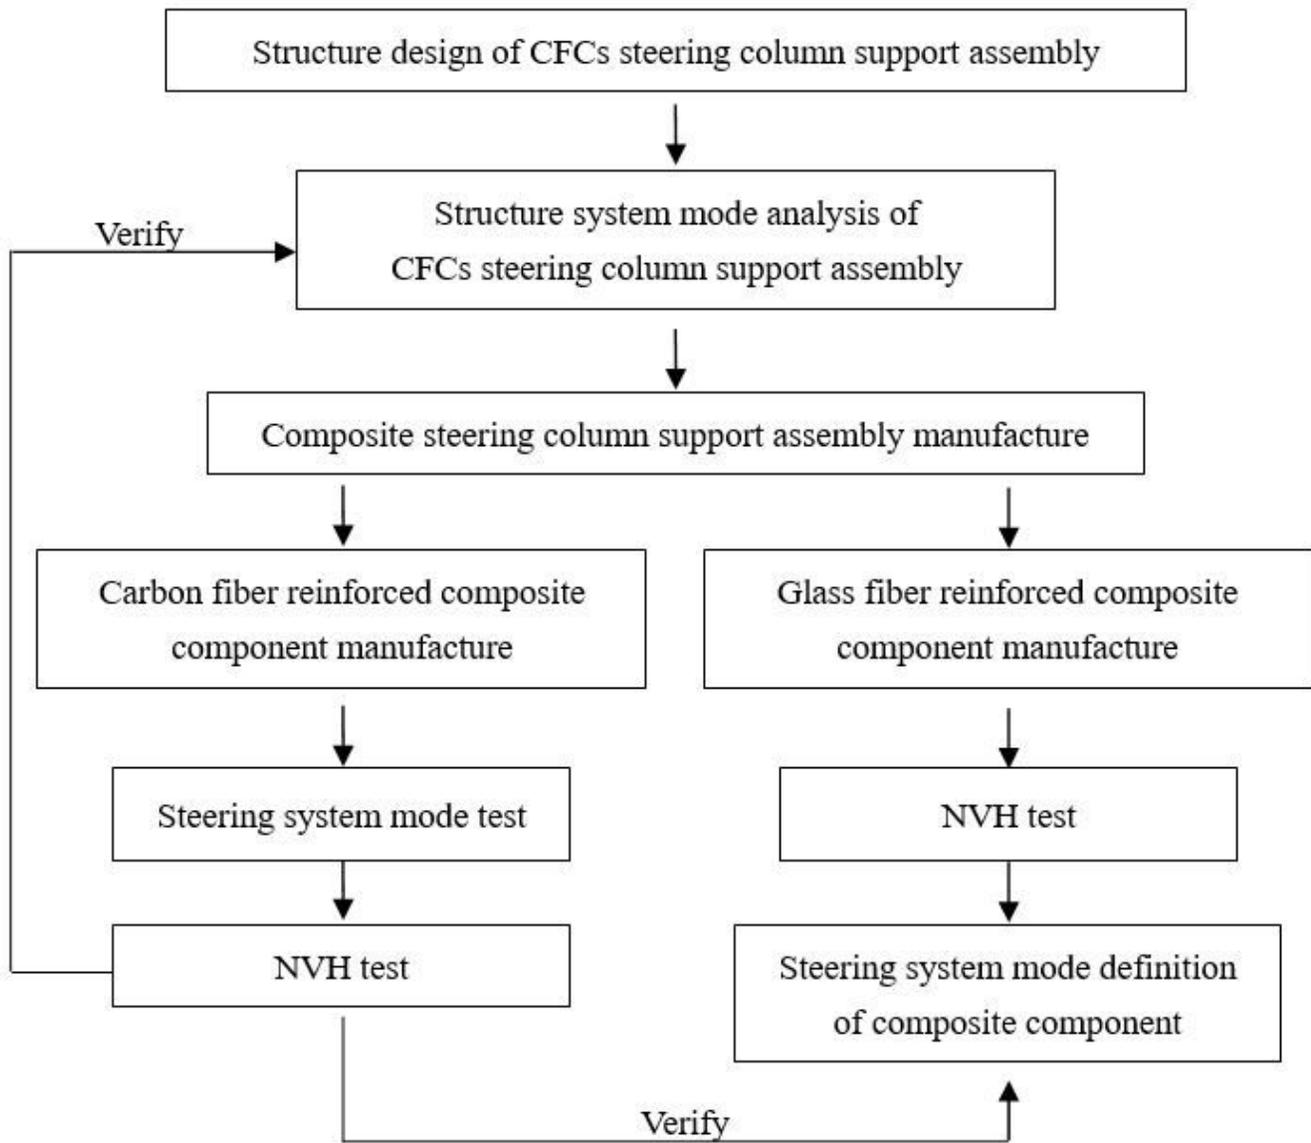 Structure design of CFCs steering column support assembly
Verify
Structure system mode analysis of
CFCs steering column support assembly
Composite steering column support assembly manufacture
Carbon fiber reinforced composite
component manufacture
Glass fiber reinforced composite
component manufacture
Steering system mode test
NVH test
NVH test
Steering system mode definition
of composite component
Verify